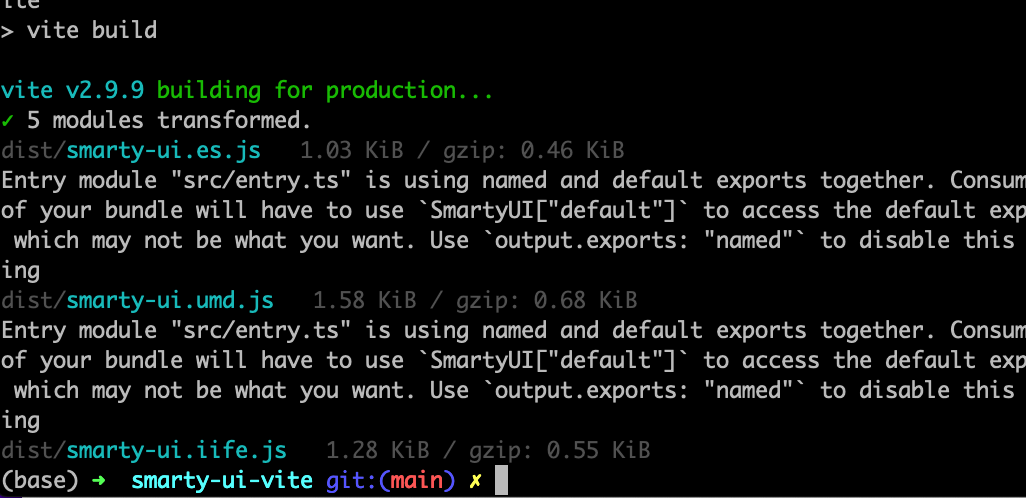 > vite build
vite v2.9.9 building for production...
✓ 5 modules transformed.
dist/smarty-ui.es.js 1.03 KiB / gzip: 0.46 KiB
Entry module "src/entry.ts" is using named and default exports together. Consum
of your bundle will have to use `SmartyUI["default"]` to access the default exp
which may not be what you want. Use `output.exports: "named"` to disable this
ing
dist/smarty-ui.umd.js 1.58 KiB / gzip: 0.68 KiB
Entry module "src/entry.ts" is using named and default exports together. Consum
of your bundle will have to use `SmartyUI["default"]` to access the default exp
which may not be what you want. Use `output.exports: "named"` to disable this
ing
dist/smarty-ui.iife.js 1.28 KiB / gzip: 0.55 KiB
(base) ➜ smarty-ui-vite git:(main) ✗